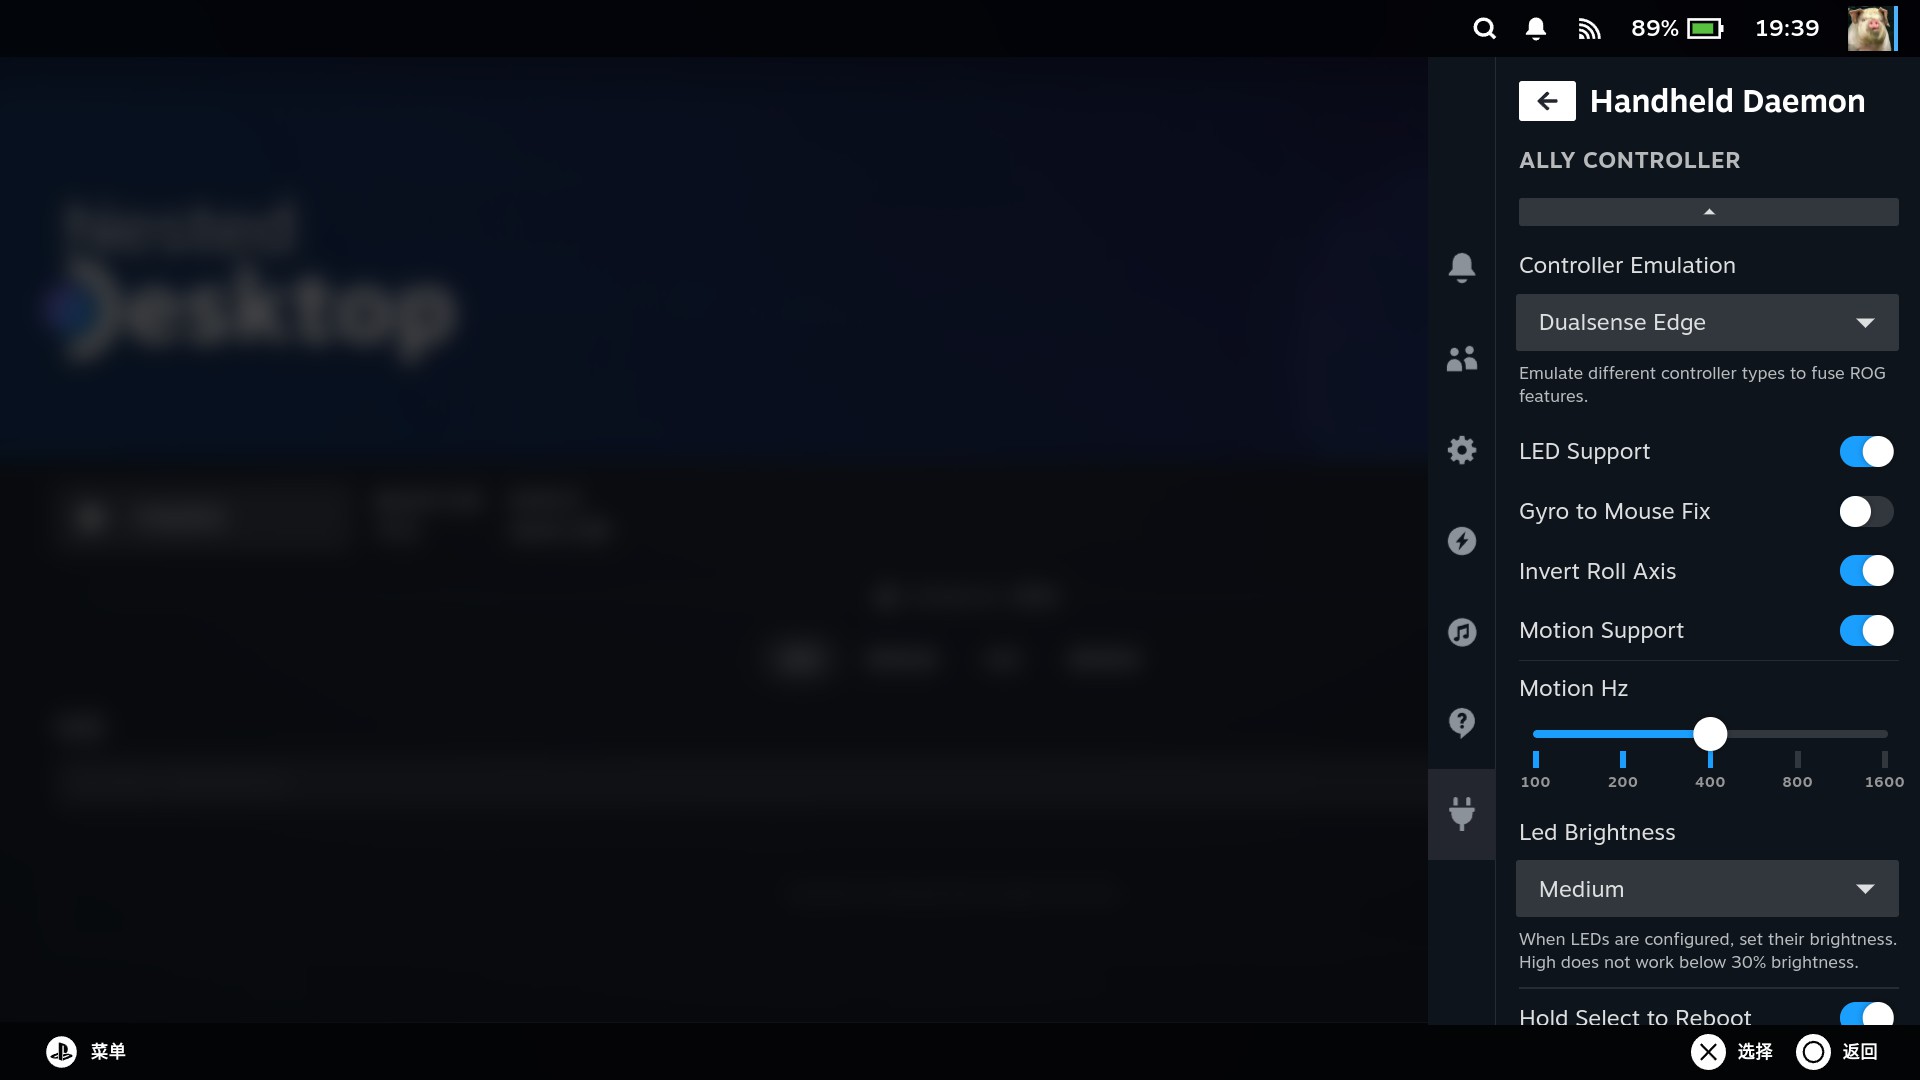 89%
19:39
Handheld Daemon
ALLY CONTROLLER
Nested
Desktop
Controller Emulation
Dualsense Edge
Emulate different controller types to fuse ROG
features.
LED Support
Gyro to Mouse Fix
Invert Roll Axis
Motion Support
Motion Hz
100 200 400 800 1600
Led Brightness
Medium
When LEDs are configured, set their brightness.
High does not work below 30% brightness.
Hold Select to Reboot
菜单
选择
返回